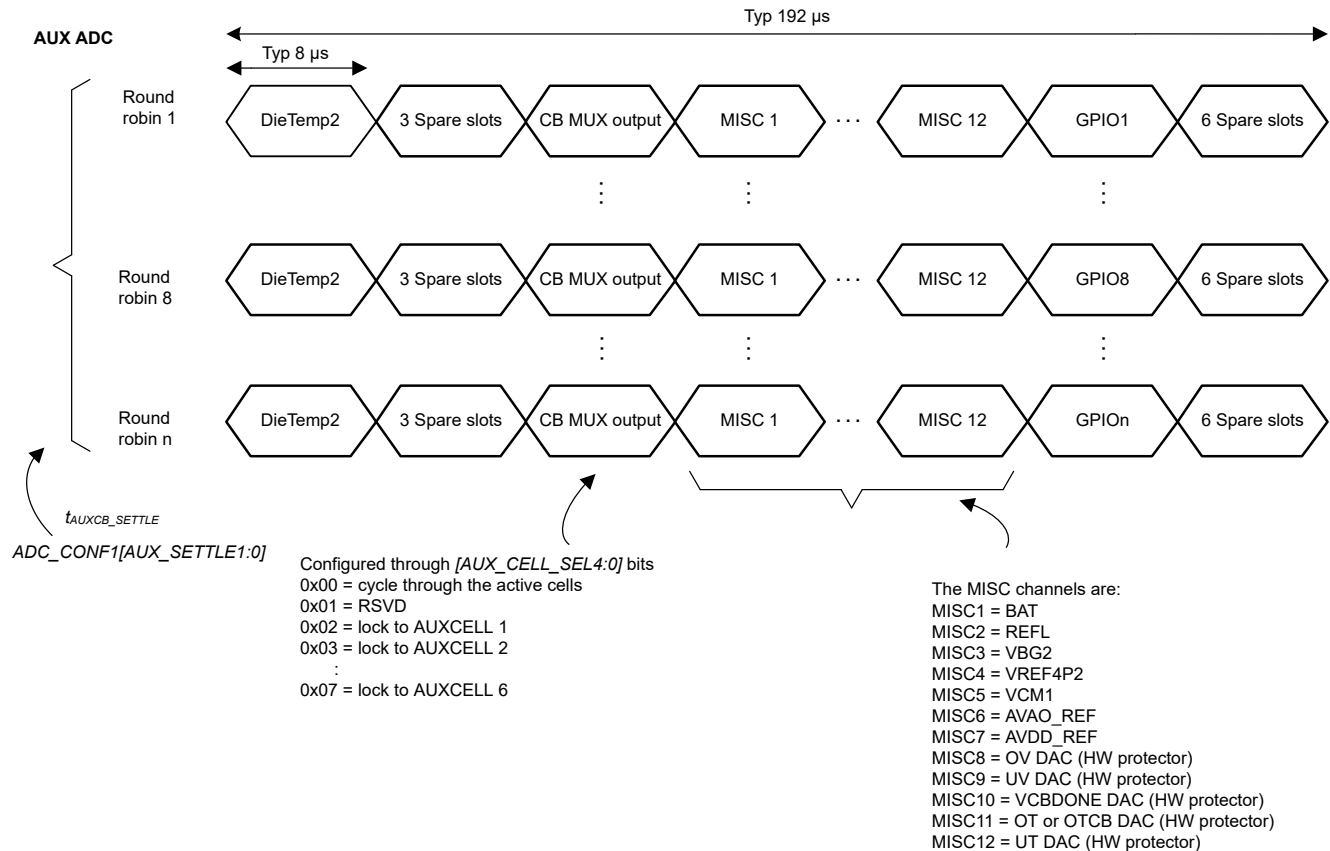 Typ 192 µs
AUX ADC
Typ 8 µs
Round robin 1
DieTemp2 3 Spare slots CB MUX output MISC 1 ··· MISC 12 GPIO1 6 Spare slots
Round robin 8
DieTemp2 3 Spare slots CB MUX output MISC 1 ··· MISC 12 GPIO8 6 Spare slots
Round robin n
DieTemp2 3 Spare slots CB MUX output MISC 1 ··· MISC 12 GPIOn 6 Spare slots
tAUXCB_SETTLE
ADC_CONF1[AUX_SETTLE1:0]
Configured through [AUX_CELL_SEL4:0] bits
0x00 = cycle through the active cells
0x01 = RSVD
0x02 = lock to AUXCELL 1
0x03 = lock to AUXCELL 2
:
0x07 = lock to AUXCELL 6
The MISC channels are:
MISC1 = BAT
MISC2 = REFL
MISC3 = VBG2
MISC4 = VREF4P2
MISC5 = VCM1
MISC6 = AVAO_REF
MISC7 = AVDD_REF
MISC8 = OV DAC (HW protector)
MISC9 = UV DAC (HW protector)
MISC10 = VCBDONE DAC (HW protector)
MISC11 = OT or OTCB DAC (HW protector)
MISC12 = UT DAC (HW protector)